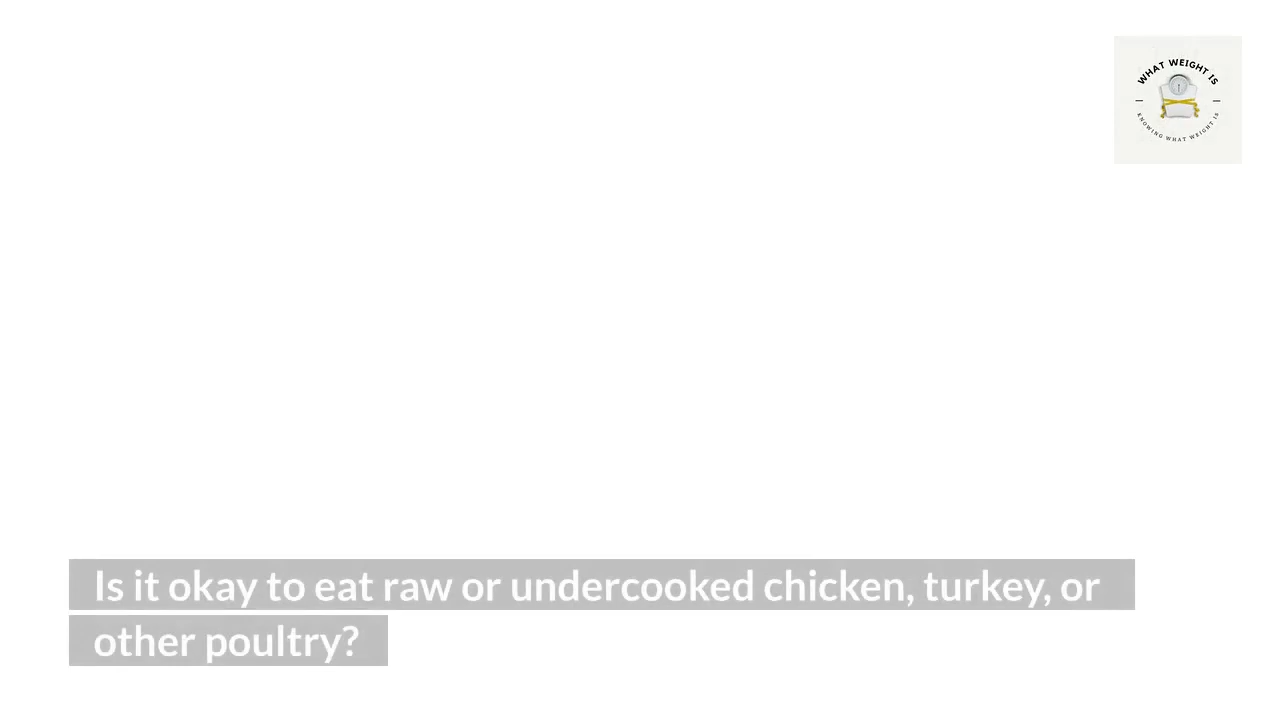 WHAT WEIGHT IS
KNOWING WHAT WEIGHT IS
Is it okay to eat raw or undercooked chicken, turkey, or
other poultry?